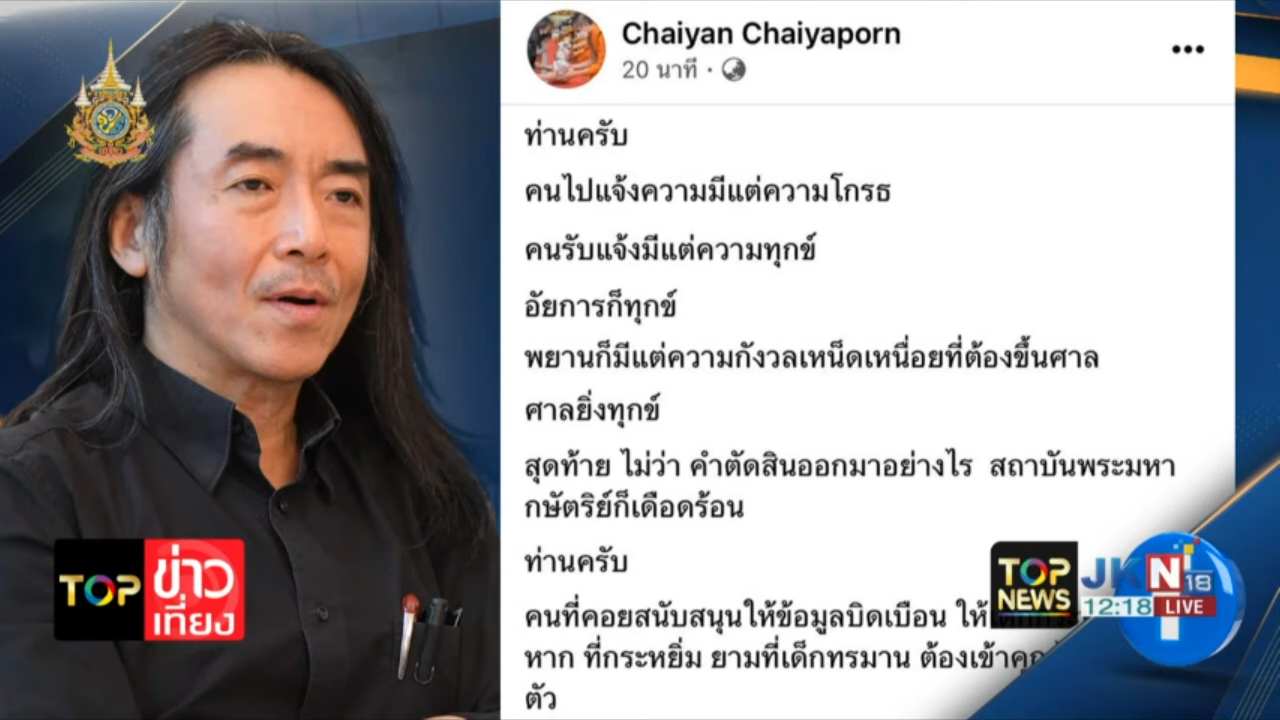 Chaiyan Chaiyaporn
20 นาที
ท่านครับ
คนไปแจ้งความมีแต่ความโกรธ
คนรับแจ้งมีแต่ความทุกข์
อัยการก็ทุกข์
พยานก็มีแต่ความกังวลเหน็ดเหนื่อยที่ต้องขึ้นศาล
ศาลยิ่งทุกข์
สุดท้าย ไม่ว่า คำตัดสินออกมาอย่างไร สถาบันพระมหา
กษัตริย์ก็เดือดร้อน
ท่านครับ
คนที่คอยสนับสนุนให้ข้อมูลบิดเบือน ให้
หาก ที่กระหยิ่ม ยามที่เด็กทรมาน ต้องเข้าคุก
ตัว
TOP ข่าว
เที่ยง
TOP
NEWS
JKN 18
12:18 LIVE